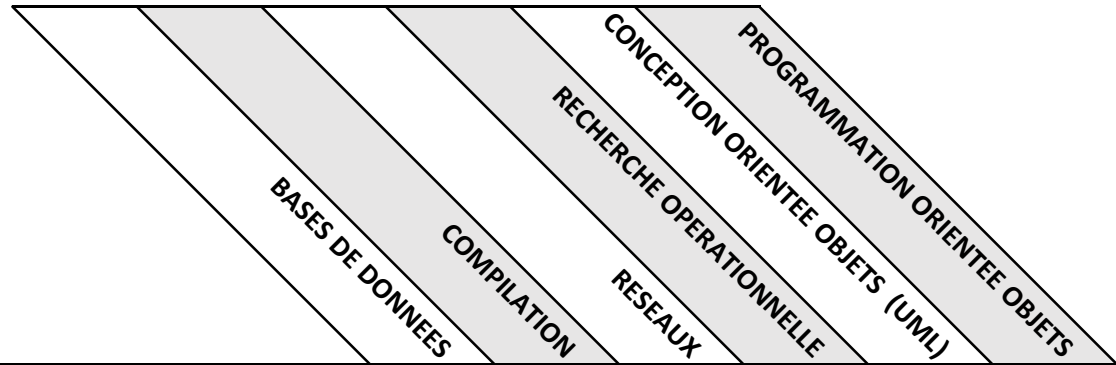 BASES DE DONNEES
COMPILATION
RESEAUX
RECHERCHE OPERATIONNELLE
CONCEPTION ORIENTEE OBJETS (UML)
PROGRAMMATION ORIENTEE OBJETS